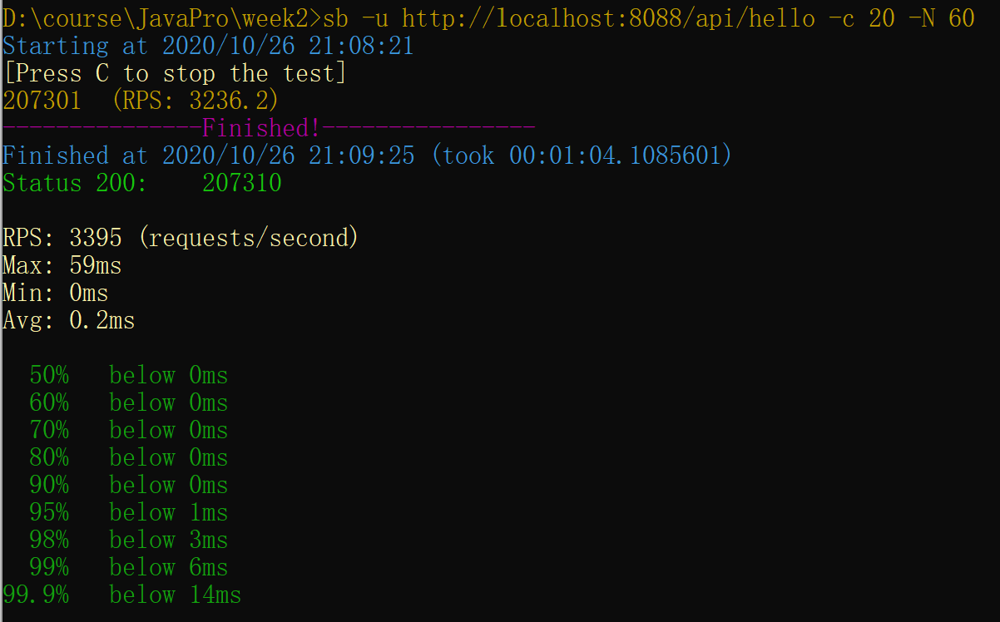 D:\course\JavaPro\week2>sb -u http://localhost:8088/api/hello -c 20 -N 60
Starting at 2020/10/26 21:08:21
[Press C to stop the test]
207301  (RPS: 3236.2)
---------------Finished!----------------
Finished at 2020/10/26 21:09:25 (took 00:01:04.1085601)
Status 200:    207310
RPS: 3395 (requests/second)
Max: 59ms
Min: 0ms
Avg: 0.2ms
50%   below 0ms
60%   below 0ms
70%   below 0ms
80%   below 0ms
90%   below 0ms
95%   below 1ms
98%   below 3ms
99%   below 6ms
99.9%   below 14ms